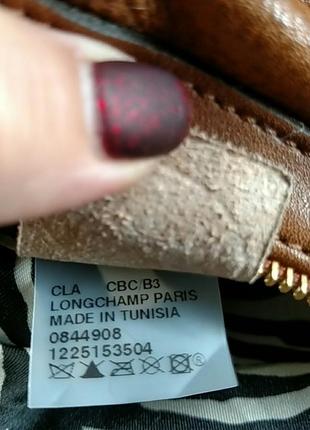 CLA CBC/B3
LONGCHAMP PARIS
MADE IN TUNISIA
0844908
1225153504